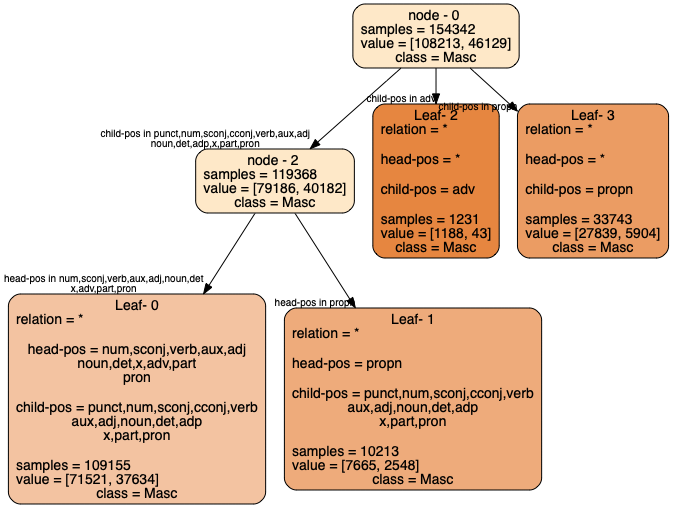 node - 0
samples = 154342
value = [108213, 46129]
class = Masc
child-pos in adv
child-pos in propn
child-pos in punct,num,sconj,cconj,verb,aux,adj
noun,det,adp,x,part,pron
Leaf- 2
relation = *
head-pos = *
child-pos = adv
samples = 1231
value = [1188, 43]
class = Masc
Leaf- 3
relation = *
head-pos = *
child-pos = propn
samples = 33743
value = [27839, 5904]
class = Masc
node - 2
samples = 119368
value = [79186, 40182]
class = Masc
head-pos in num,sconj,verb,aux,adj,noun,det
x,adv,part,pron
head-pos in propn
Leaf- 0
relation = *
head-pos = num,sconj,verb,aux,adj
noun,det,x,adv,part
pron
child-pos = punct,num,sconj,cconj,verb
aux,adj,noun,det,adp
x,part,pron
samples = 109155
value = [71521, 37634]
class = Masc
Leaf- 1
relation = *
head-pos = propn
child-pos = punct,num,sconj,cconj,verb
aux,adj,noun,det,adp
x,part,pron
samples = 10213
value = [7665, 2548]
class = Masc